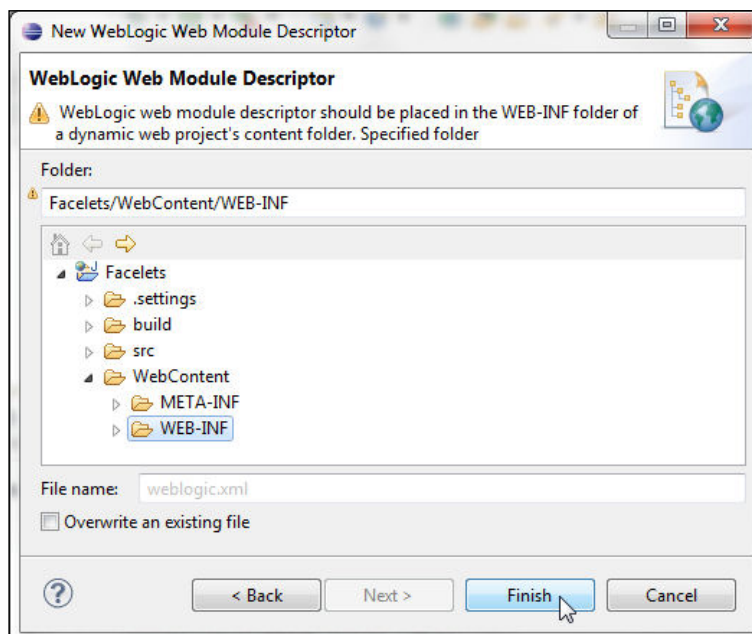 New WebLogic Web Module Descriptor
WebLogic Web Module Descriptor
WebLogic web module descriptor should be placed in the WEB-INF folder of
a dynamic web project's content folder. Specified folder
Folder:
Facelets/WebContent/WEB-INF
Facelets
.settings
build
src
WebContent
META-INF
WEB-INF
File name: weblogic.xml
Overwrite an existing file
? < Back Next > Finish Cancel